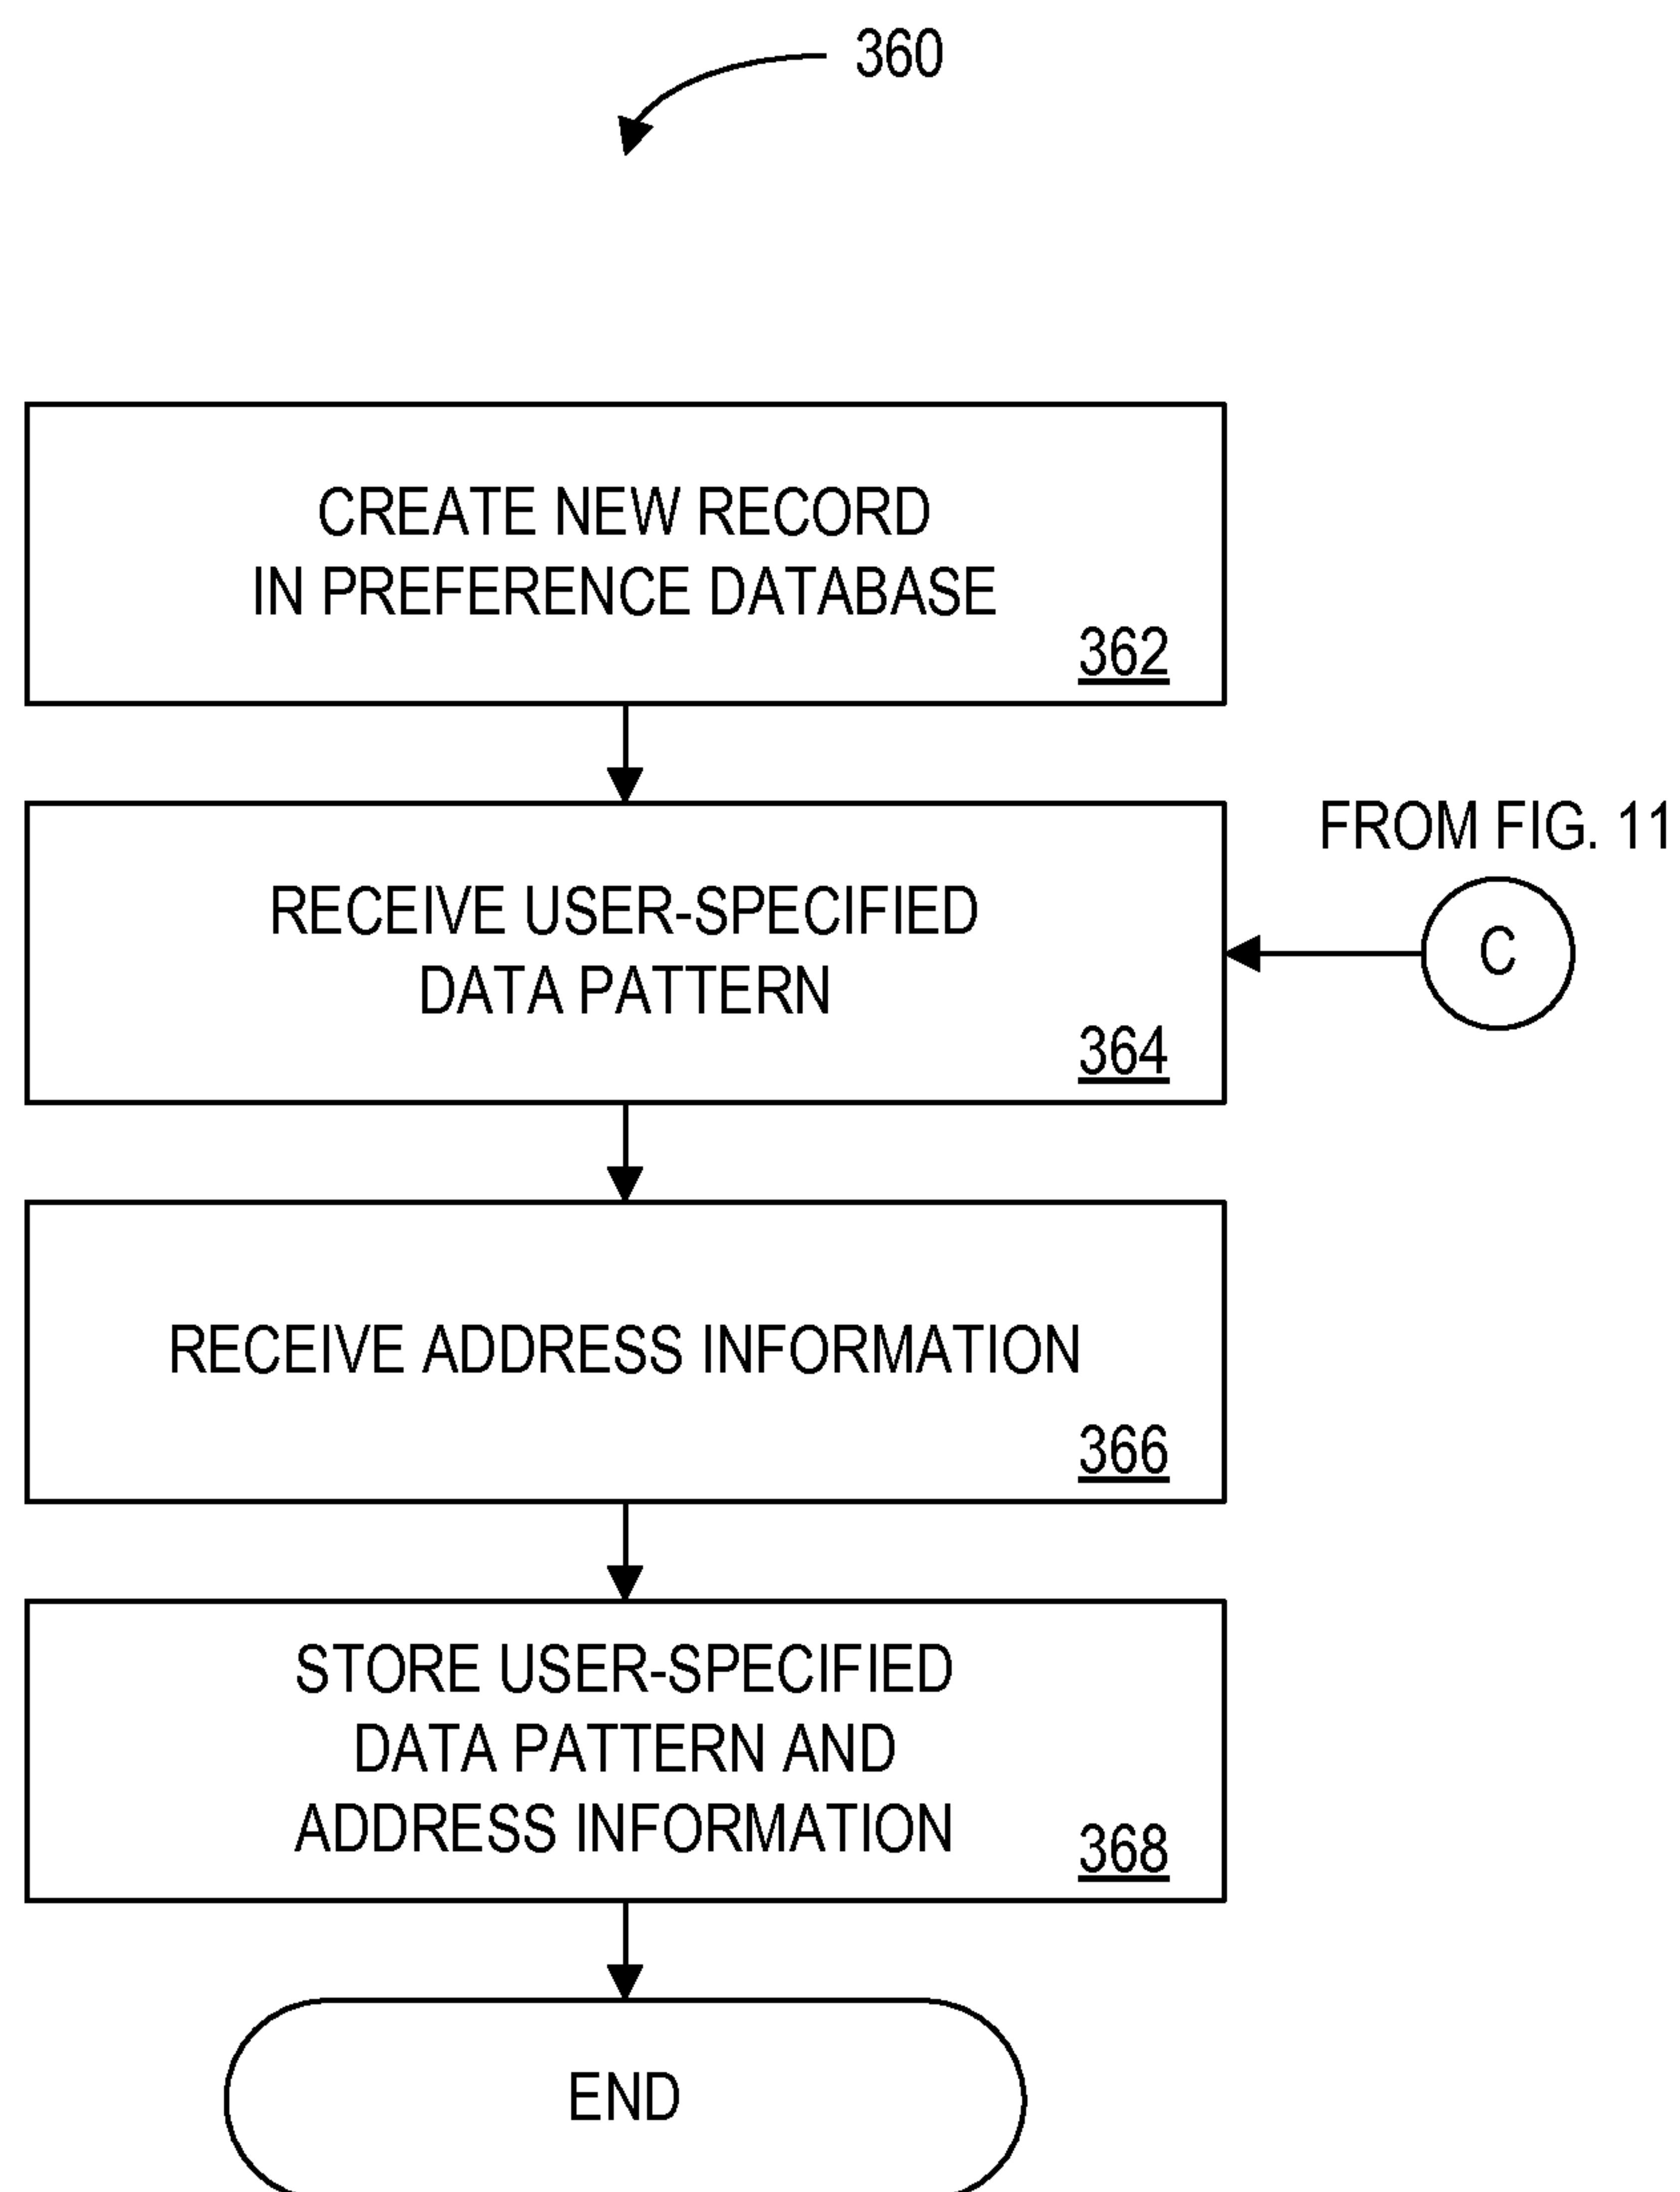 360
CREATE NEW RECORD
IN PREFERENCE DATABASE
362
RECEIVE USER-SPECIFIED
DATA PATTERN
364
FROM FIG. 11
C
RECEIVE ADDRESS INFORMATION
366
STORE USER-SPECIFIED
DATA PATTERN AND
ADDRESS INFORMATION
368
END